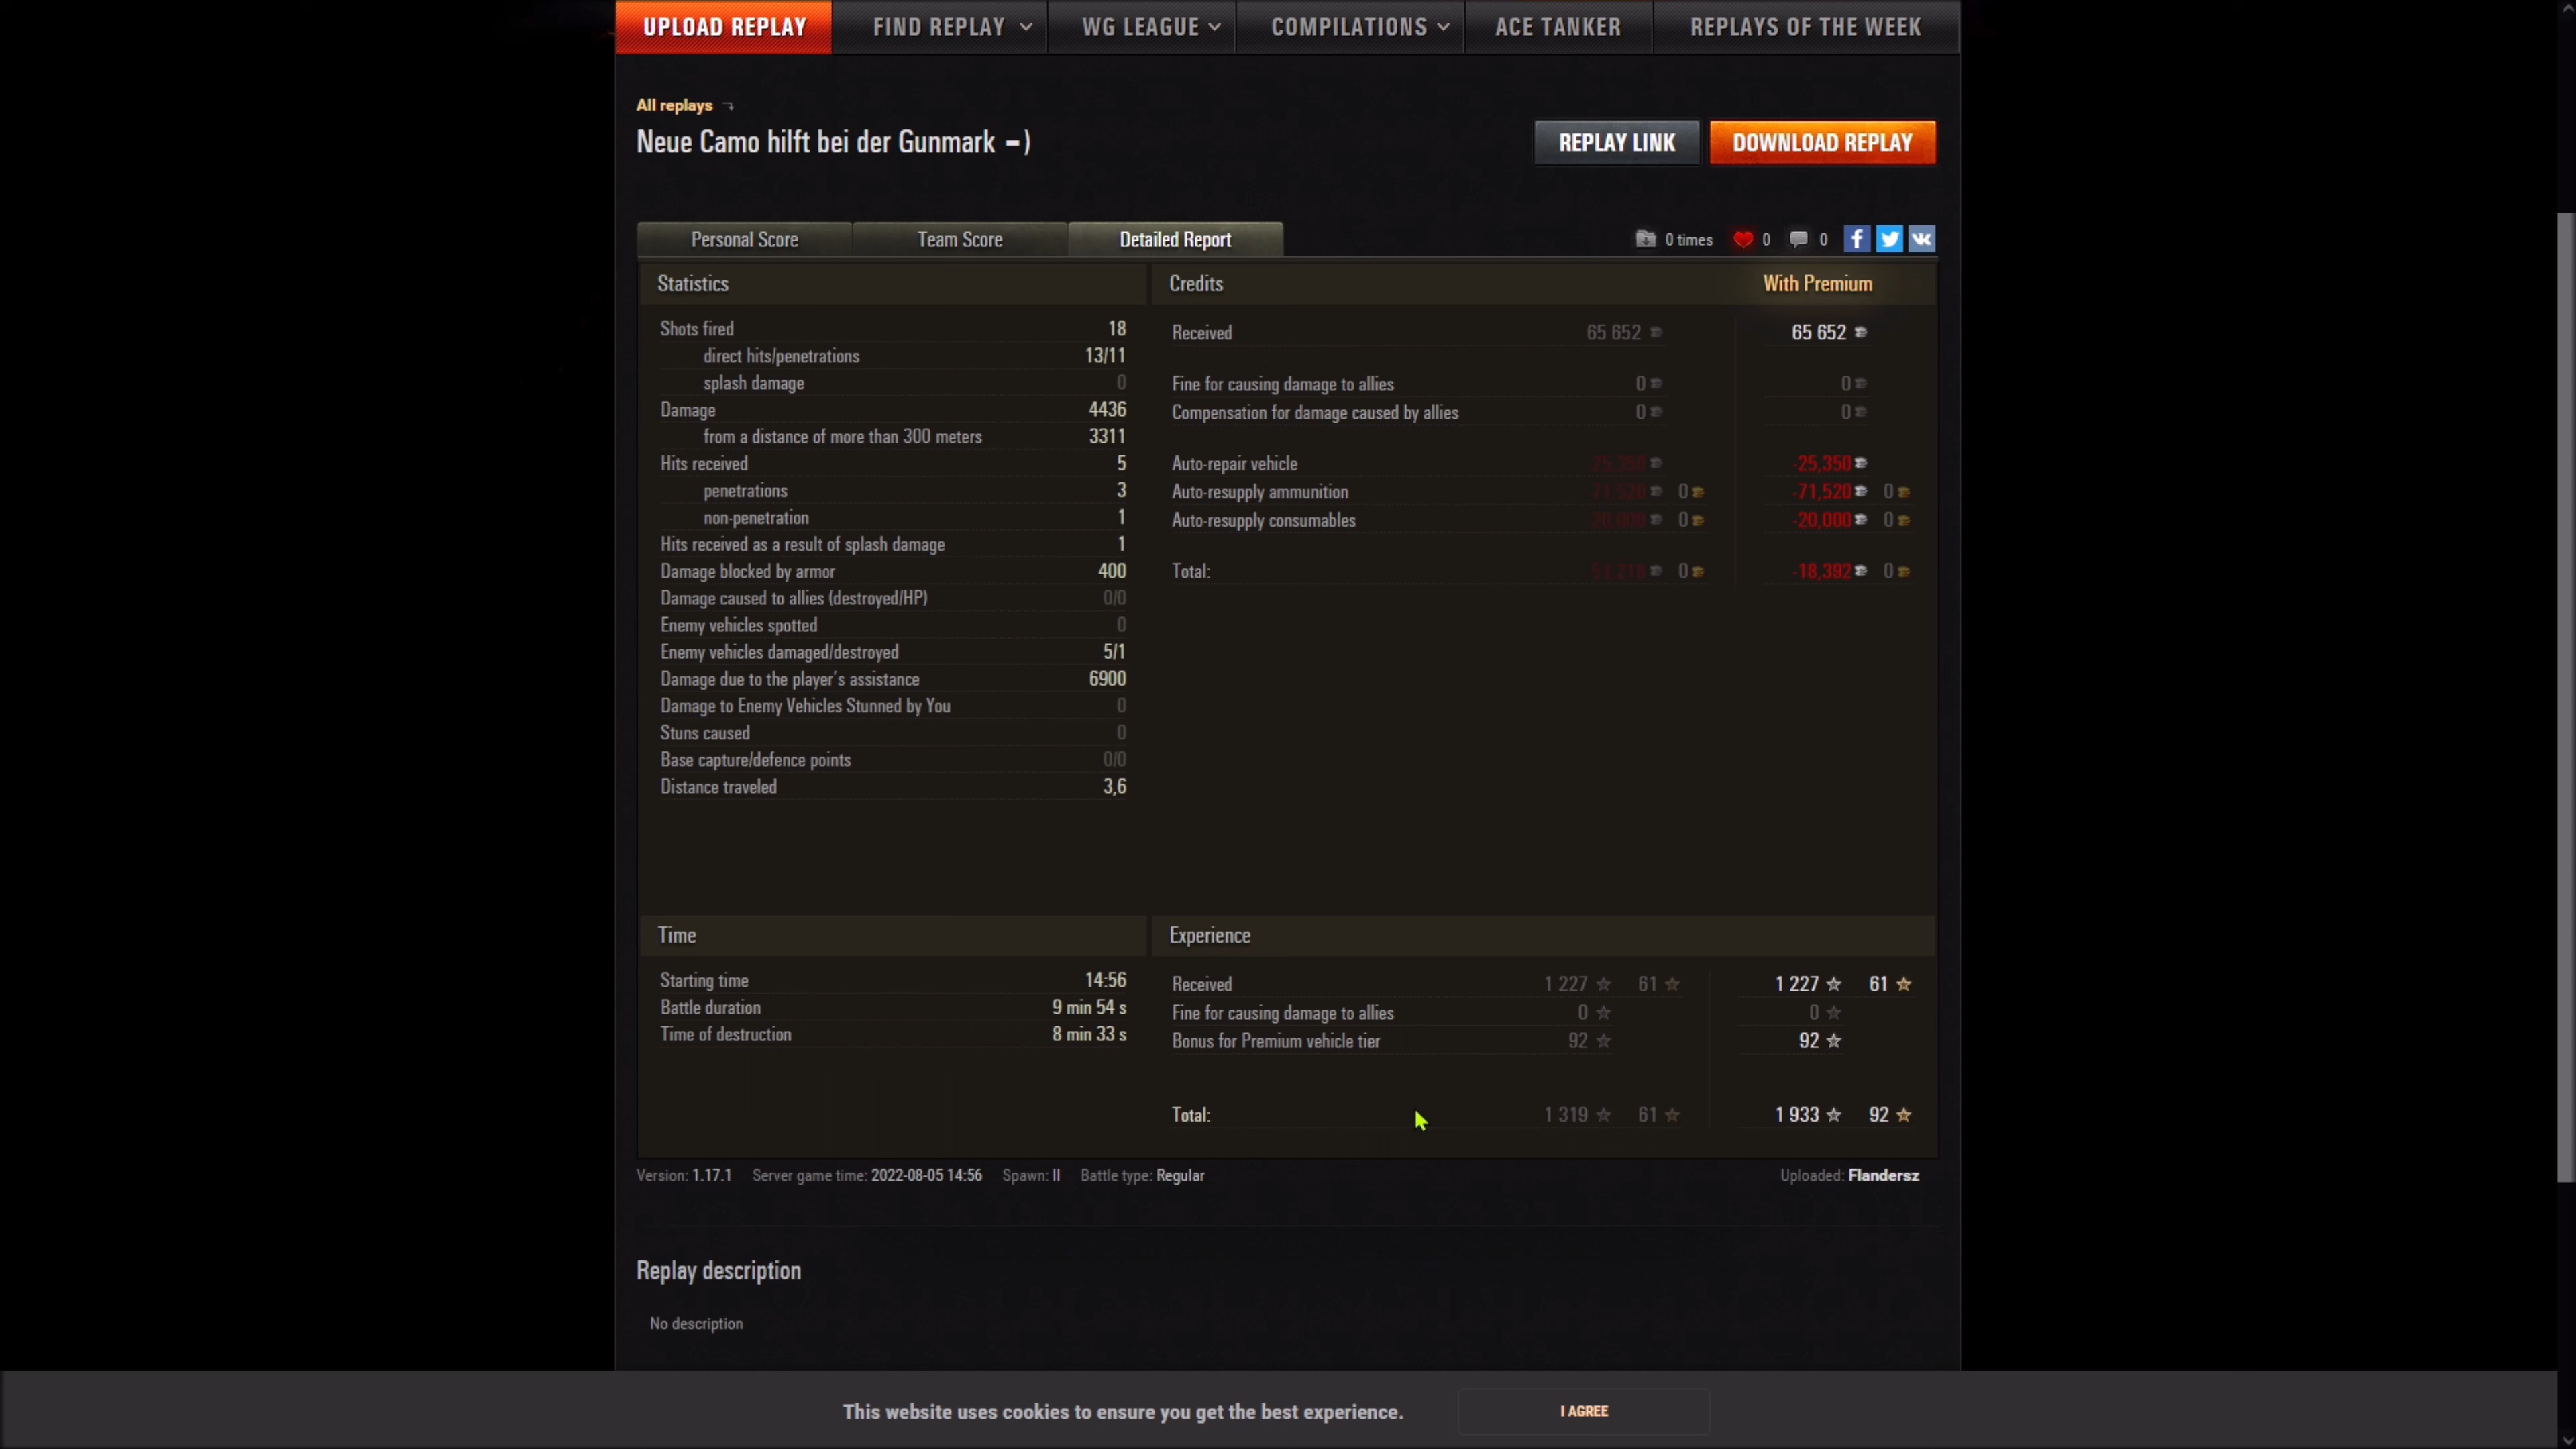 UPLOAD REPLAY FIND REPLAY WG LEAGUE COMPILATIONS ACE TANKER REPLAYS OF THE WEEK
All replays
Neue Camo hilft bei der Gunmark =)
REPLAY LINK DOWNLOAD REPLAY
Personal Score Team Score Detailed Report 0 times 0 0
Statistics Credits With Premium
Shots fired 18
direct hits/penetrations 13/11
splash damage 0
Damage 4436
from a distance of more than 300 meters 3311
Hits received 5
penetrations 3
non-penetration 1
Hits received as a result of splash damage 1
Damage blocked by armor 400
Damage caused to allies (destroyed/HP) 0/0
Enemy vehicles spotted 0
Enemy vehicles damaged/destroyed 5/1
Damage due to the player's assistance 6900
Damage to Enemy Vehicles Stunned by You 0
Stuns caused 0
Base capture/defence points 0/0
Distance traveled 3,6
Received 65 652 65 652
Fine for causing damage to allies 0 0
Compensation for damage caused by allies 0 0
Auto-repair vehicle -25,350 -25,350
Auto-resupply ammunition -71,520 0 -71,520 0
Auto-resupply consumables -20,000 0 -20,000 0
Total: 0 -18,392 0
Time
Starting time 14:56
Battle duration 9 min 54 s
Time of destruction 8 min 33 s
Experience
Received 1 227 61 1 227 61
Fine for causing damage to allies 0 0
Bonus for Premium vehicle tier 92 92
Total: 1 319 61 1 933 92
Version: 1.17.1 Server game time: 2022-08-05 14:56 Spawn: II Battle type: Regular Uploaded: Flandersz
Replay description
No description
This website uses cookies to ensure you get the best experience. I AGREE